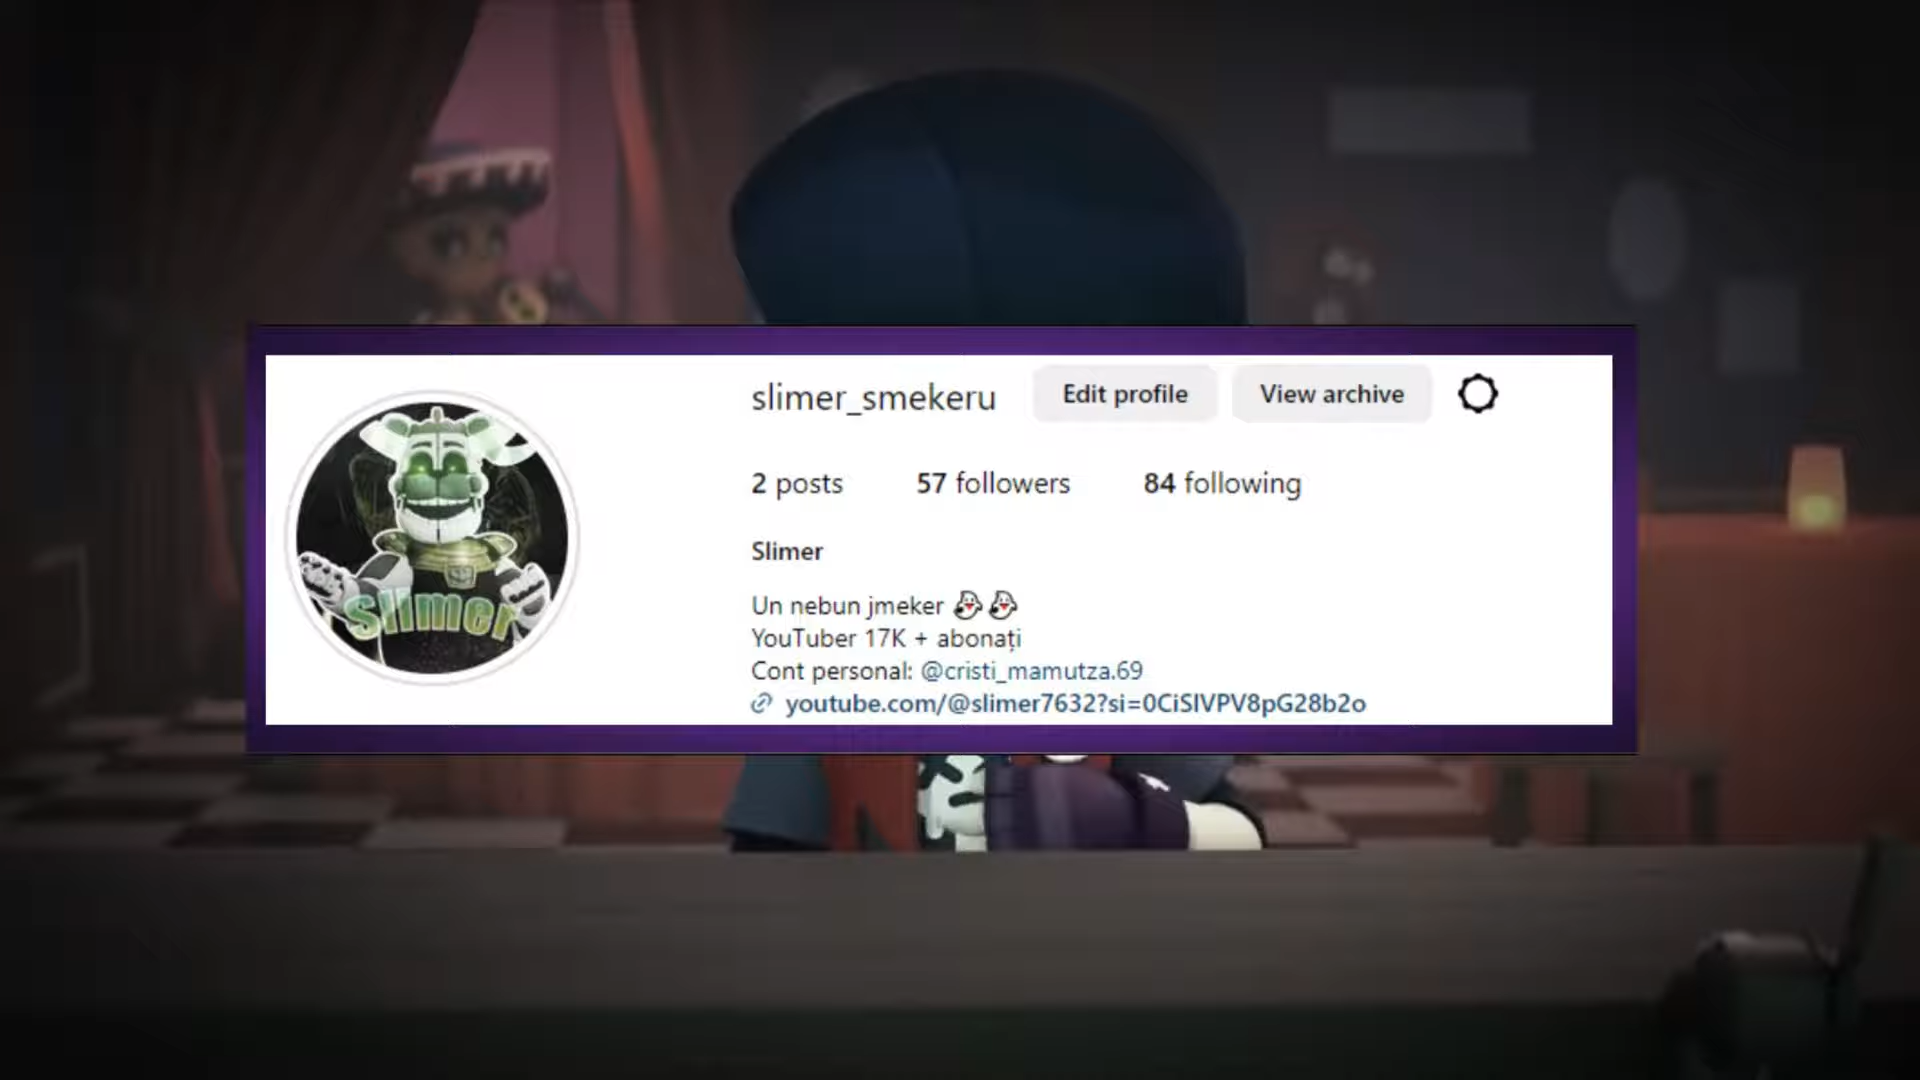 slimer_smekeru Edit profile View archive
2 posts 57 followers 84 following
Slimer
Un nebun jmeker
YouTuber 17K + abonați
Cont personal: @cristi_mamutza.69
youtube.com/@slimer7632?si=0CiSIVPV8pG28b2o
Slimer